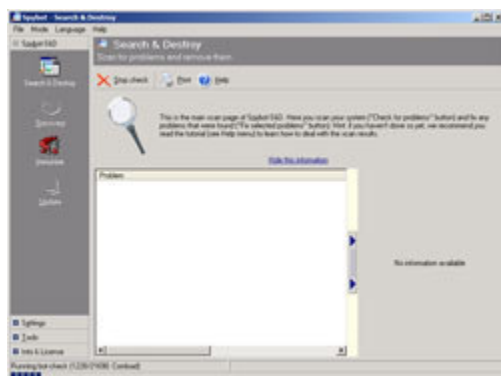 Spybot - Search & Destroy
File Mode Language Help
Spybot-S&D
Search & Destroy
Recovery
Immunize
Update
Settings
Tools
Info & License
Search & Destroy
Scan for problems and remove them.
Stop check Print Help
This is the main scan page of Spybot-S&D. Here you scan your system ("Check for problems" button) and fix any
problems that were found ("Fix selected problems" button). Hint: if you haven't done so yet, we recommend you
read the tutorial (see Help menu) to learn how to deal with the scan results.
Hide this information
Problem
No information available
Running bot-check